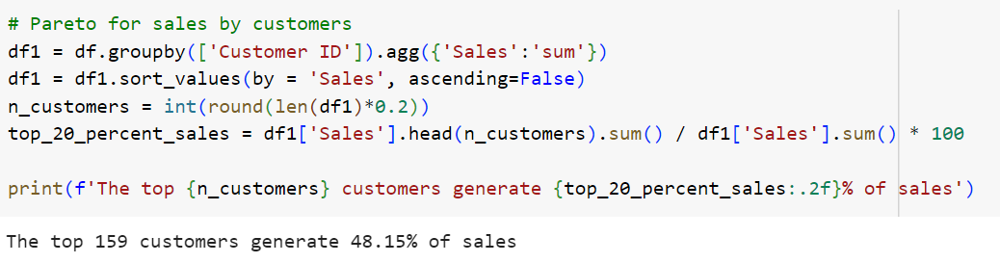 # Pareto for sales by customers
df1 = df.groupby(['Customer ID']).agg({'Sales':'sum'})
df1 = df1.sort_values(by = 'Sales', ascending=False)
n_customers = int(round(len(df1)*0.2))
top_20_percent_sales = df1['Sales'].head(n_customers).sum() / df1['Sales'].sum() * 100
print(f'The top {n_customers} customers generate {top_20_percent_sales:.2f}% of sales')
The top 159 customers generate 48.15% of sales